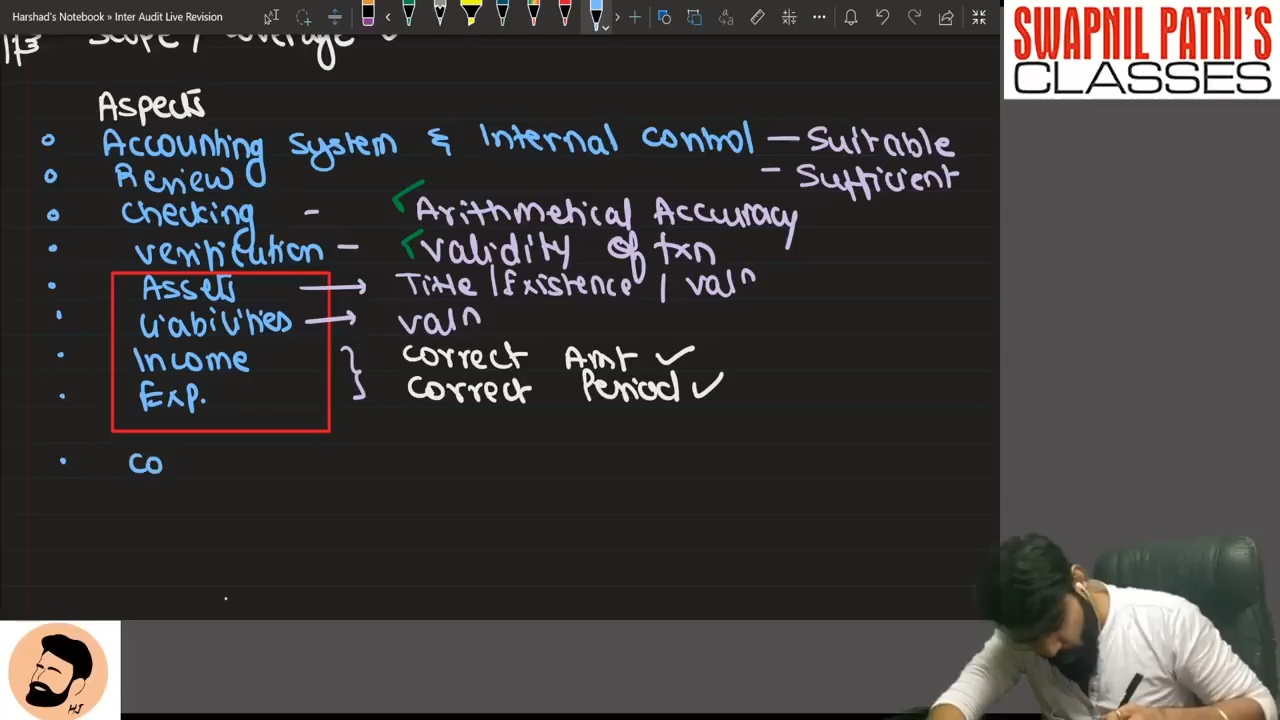 Harshad's Notebook » Inter Audit Live Revision
SWAPNIL PATNI'S
CLASSES
Scope / Coverage
Aspects
Accounting System & Internal control – Suitable
– Sufficient
Review
Checking – Arithmetical Accuracy
verification – validity of txn
Assets → Title / Existence / valn
Liabilities → valn
Income } correct Amt ✓
Exp. correct Period ✓
co
HJ